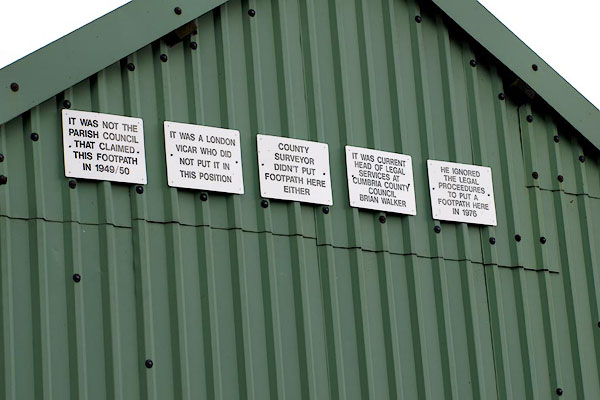 IT WAS NOT THE
PARISH COUNCIL
THAT CLAIMED
THIS FOOTPATH
IN 1949/50
IT WAS A LONDON
VICAR WHO DID
NOT PUT IT IN
THIS POSITION
COUNTY
SURVEYOR
DIDN'T PUT
FOOTPATH HERE
EITHER
IT WAS CURRENT
HEAD OF LEGAL
SERVICES AT
CUMBRIA COUNTY
COUNCIL
BRIAN WALKER
HE IGNORED
THE LEGAL
PROCEEDURES
TO PUT A
FOOTPATH HERE
IN 1976